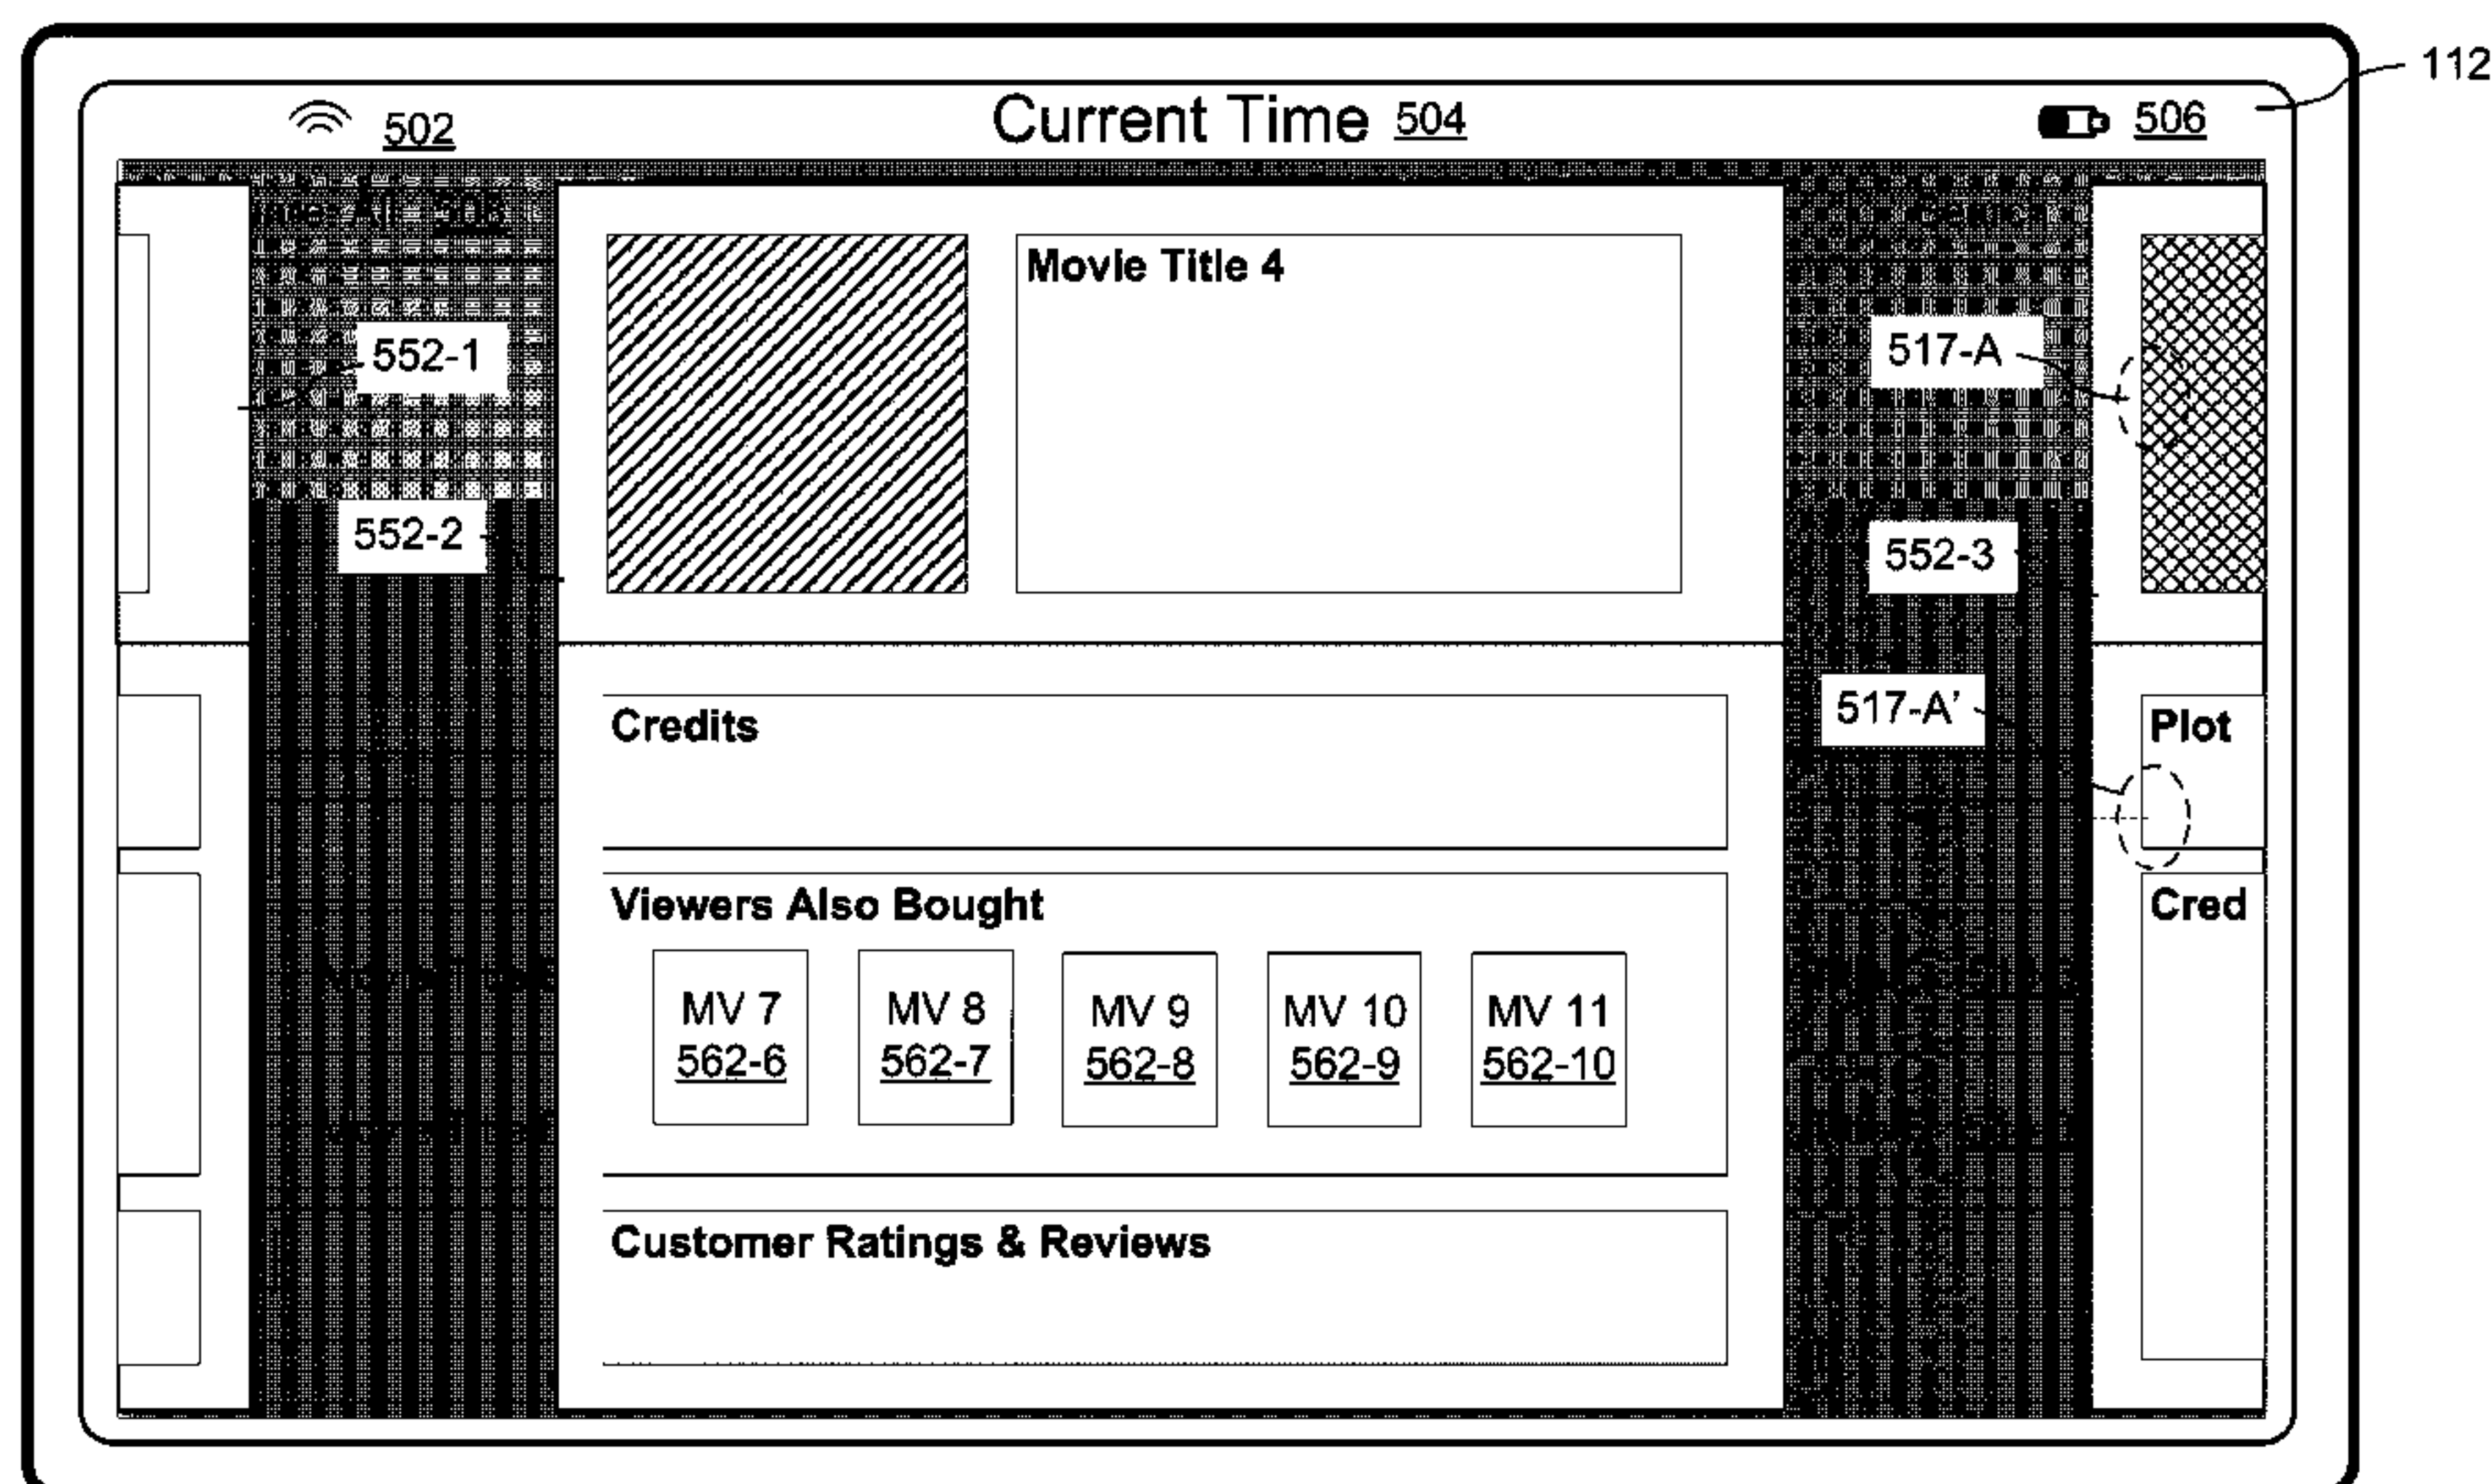 112
502
Current Time 504
506
508
Movie Title 4
552-1
517-A
552-2
552-3
517-A’
Credits
Plot
Viewers Also Bought
Cred
MV 7
562-6
MV 8
562-7
MV 9
562-8
MV 10
562-9
MV 11
562-10
Customer Ratings & Reviews